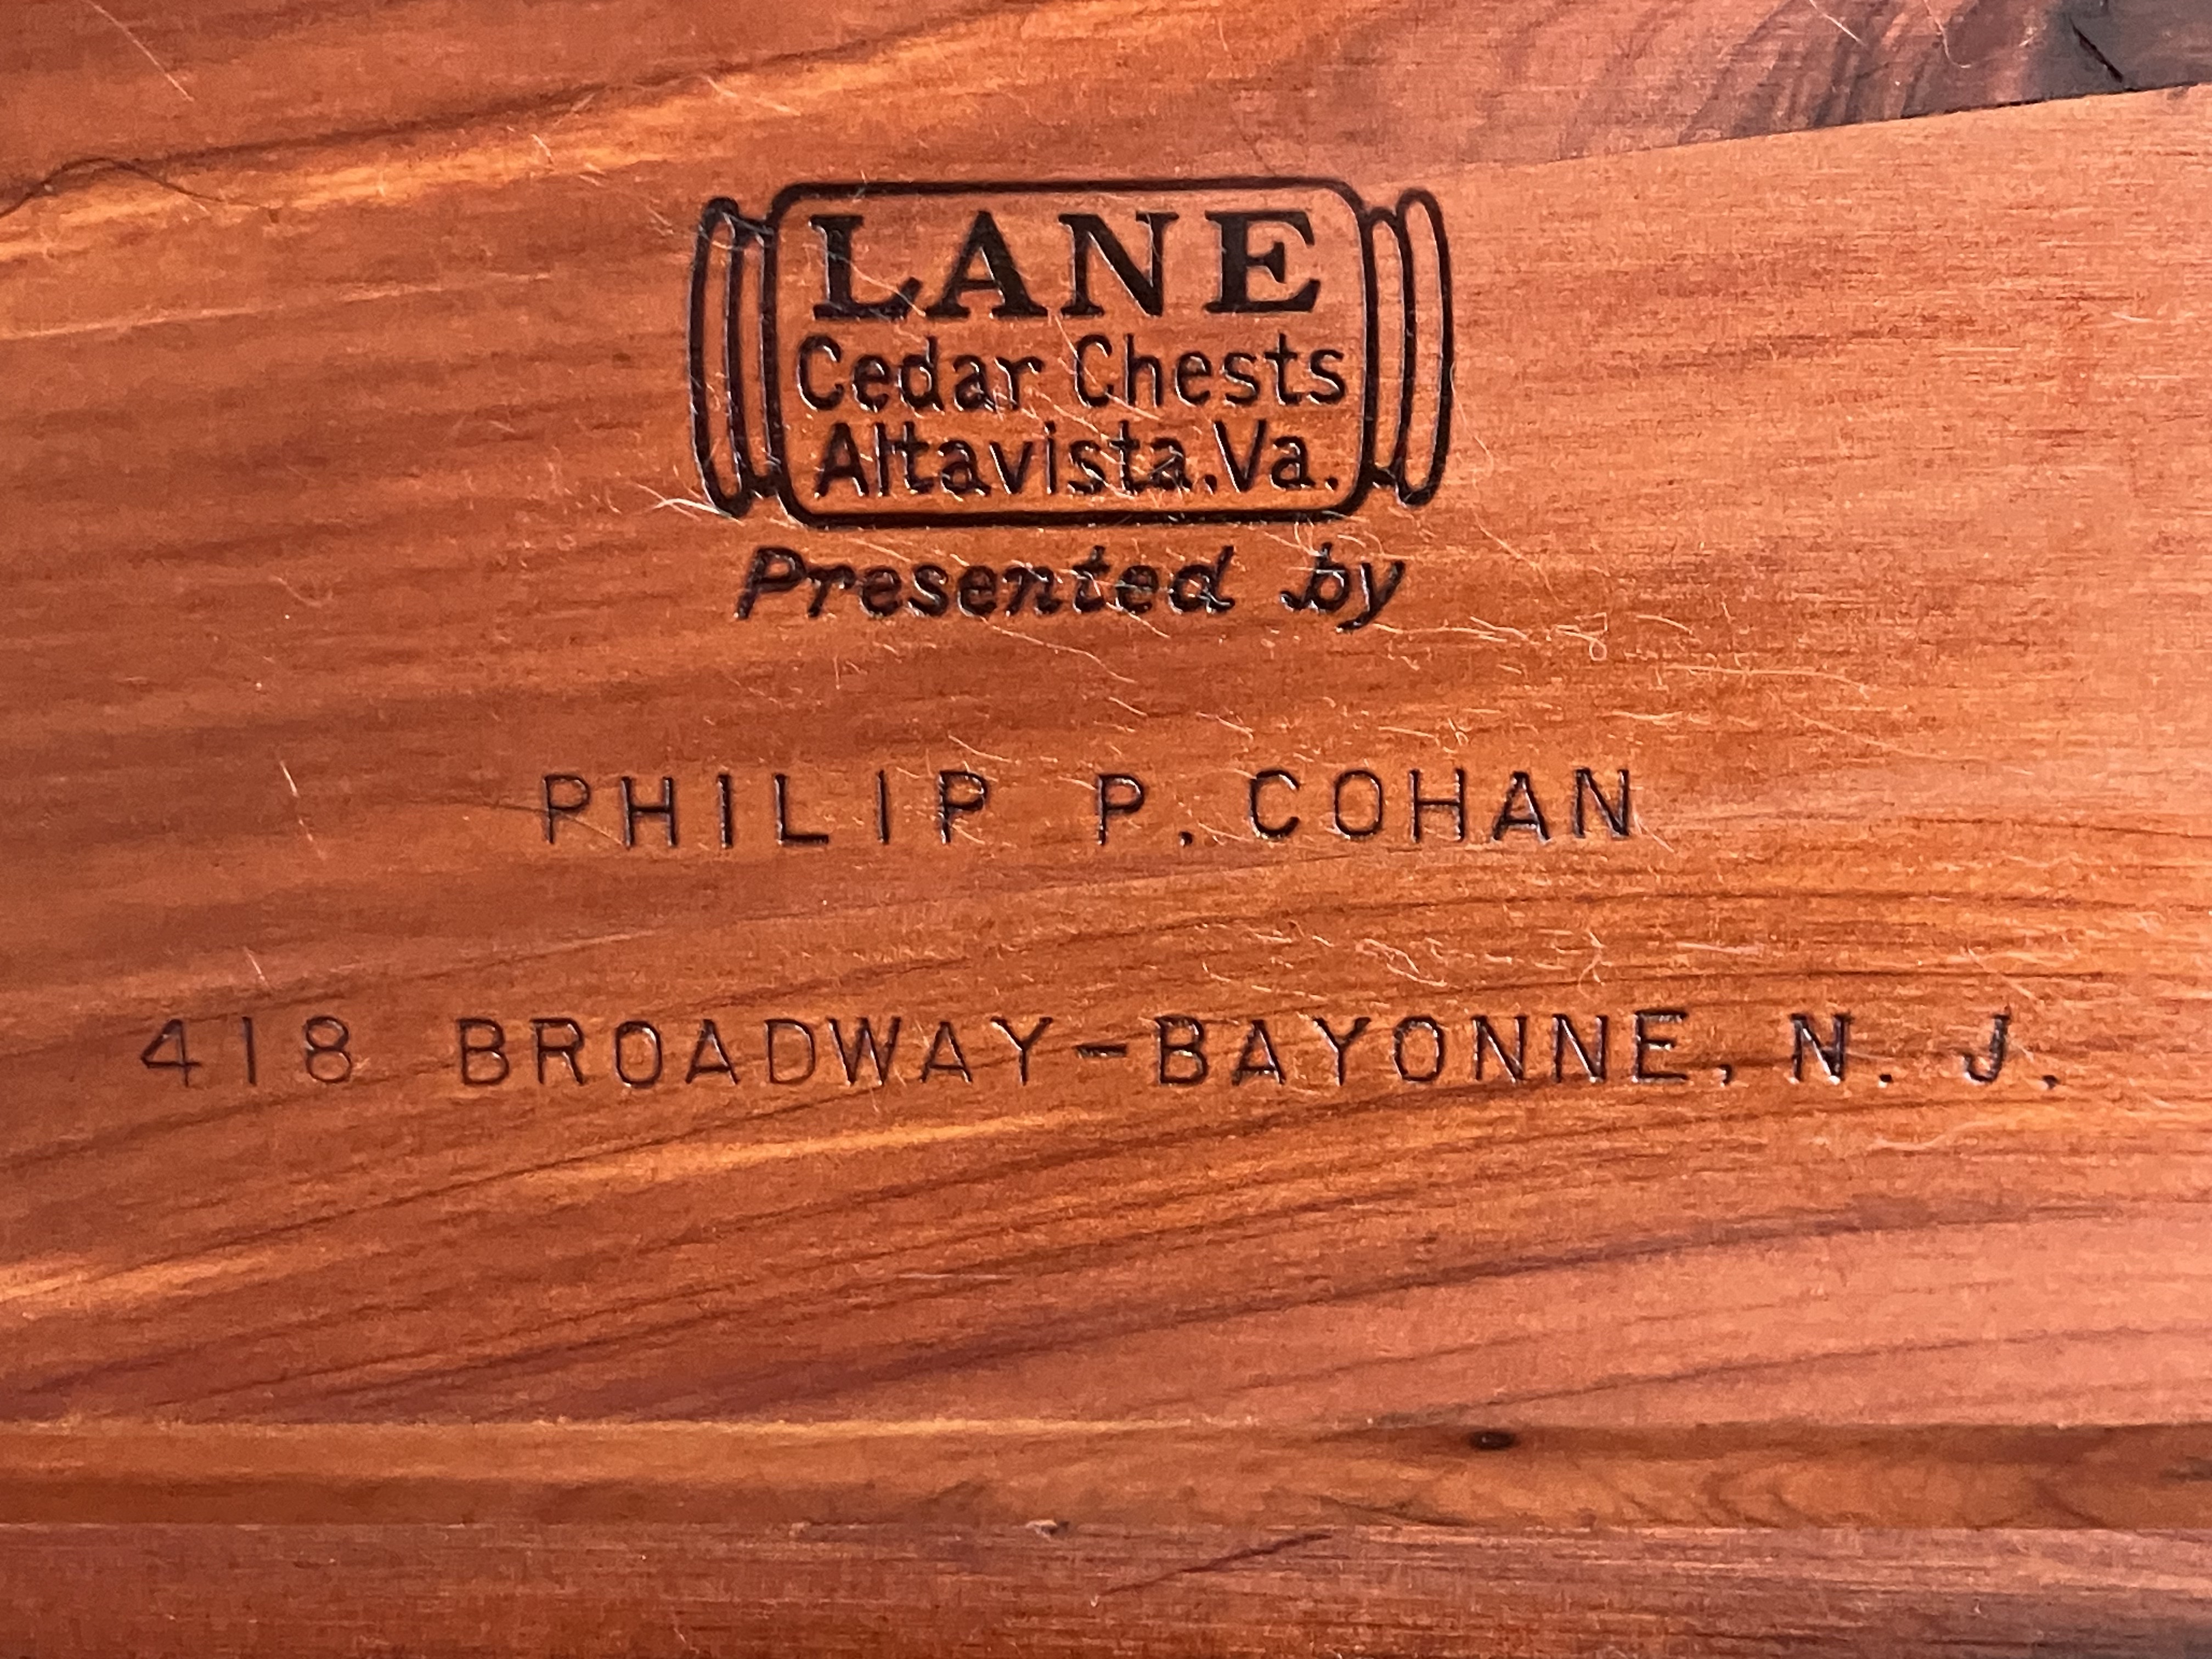 LANE
Cedar Chests
Altavista, Va.
Presented by
PHILIP P. COHAN
418 BROADWAY-BAYONNE, N. J.